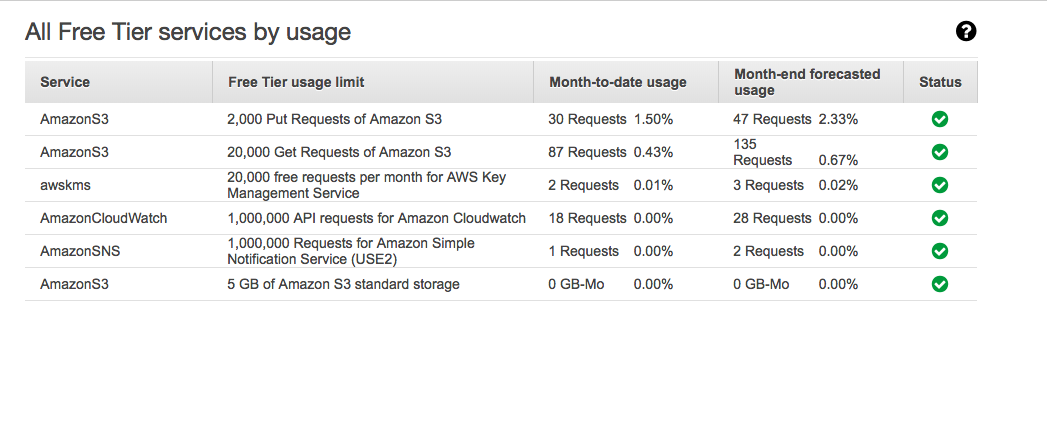 All Free Tier services by usage
?
Service Free Tier usage limit Month-to-date usage Month-end forecasted usage Status
AmazonS3 2,000 Put Requests of Amazon S3 30 Requests 1.50% 47 Requests 2.33%
AmazonS3 20,000 Get Requests of Amazon S3 87 Requests 0.43% 135 Requests 0.67%
awskms 20,000 free requests per month for AWS Key Management Service 2 Requests 0.01% 3 Requests 0.02%
AmazonCloudWatch 1,000,000 API requests for Amazon Cloudwatch 18 Requests 0.00% 28 Requests 0.00%
AmazonSNS 1,000,000 Requests for Amazon Simple Notification Service (USE2) 1 Requests 0.00% 2 Requests 0.00%
AmazonS3 5 GB of Amazon S3 standard storage 0 GB-Mo 0.00% 0 GB-Mo 0.00%